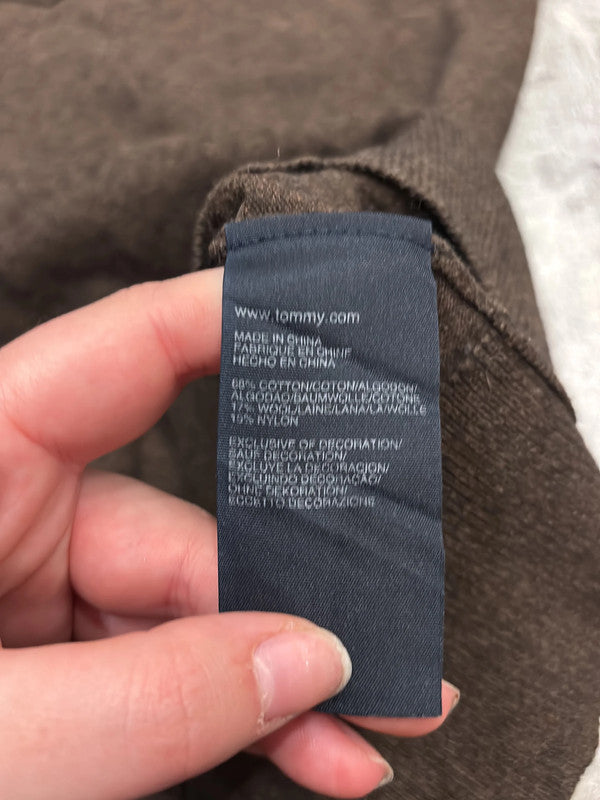 www.tommy.com
MADE IN CHINA
FABRIQUE EN CHINE
HECHO EN CHINA
68% COTTON/COTON/ALGODON/
ALGODAO/BAUMWOLLE/COTONE
17% WOOL/LAINE/LANA/LA/WOLLE
15% NYLON
EXCLUSIVE OF DECORATION/
SAUF DECORATION/
EXCLUYE LA DECORACION/
EXCLUINDO DECORAÇAO/
OHNE DEKORATION/
ECCETTO DECORAZIONE